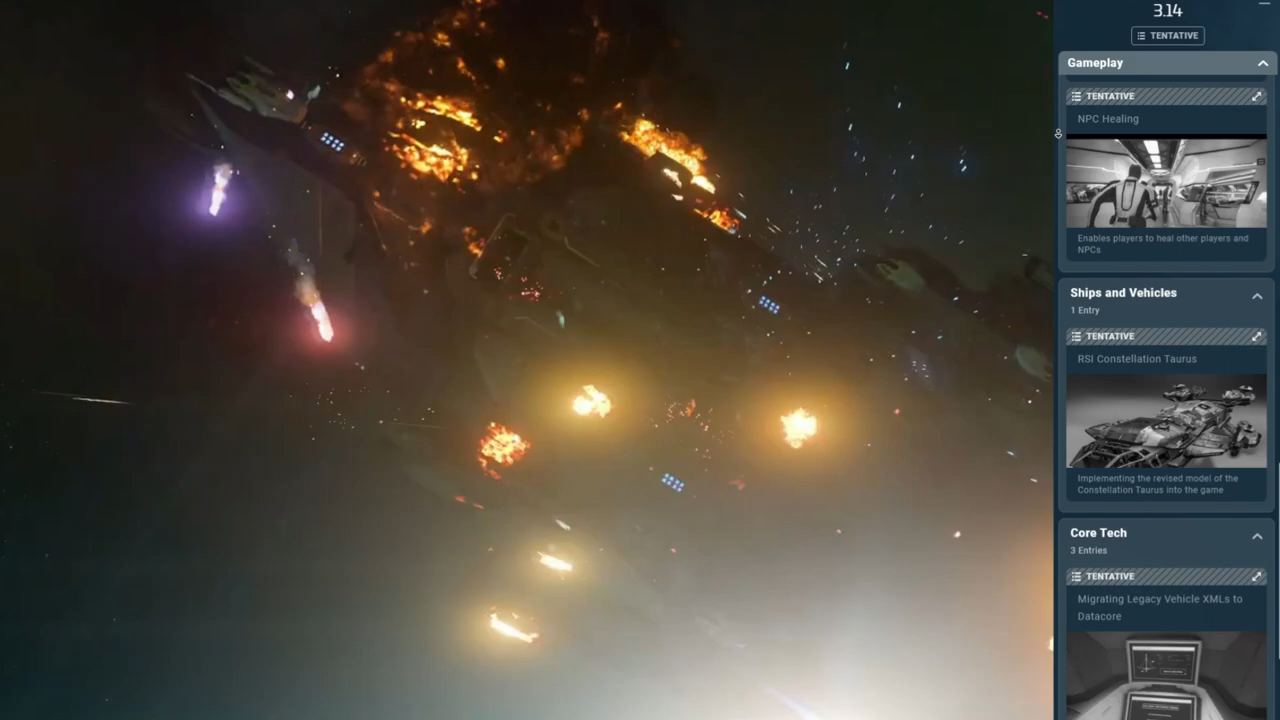 3.14
TENTATIVE
Gameplay
TENTATIVE
NPC Healing
Enables players to heal other players and
NPCs
Ships and Vehicles
1 Entry
TENTATIVE
RSI Constellation Taurus
Implementing the revised model of the
Constellation Taurus into the game
Core Tech
3 Entries
TENTATIVE
Migrating Legacy Vehicle XMLs to
Datacore